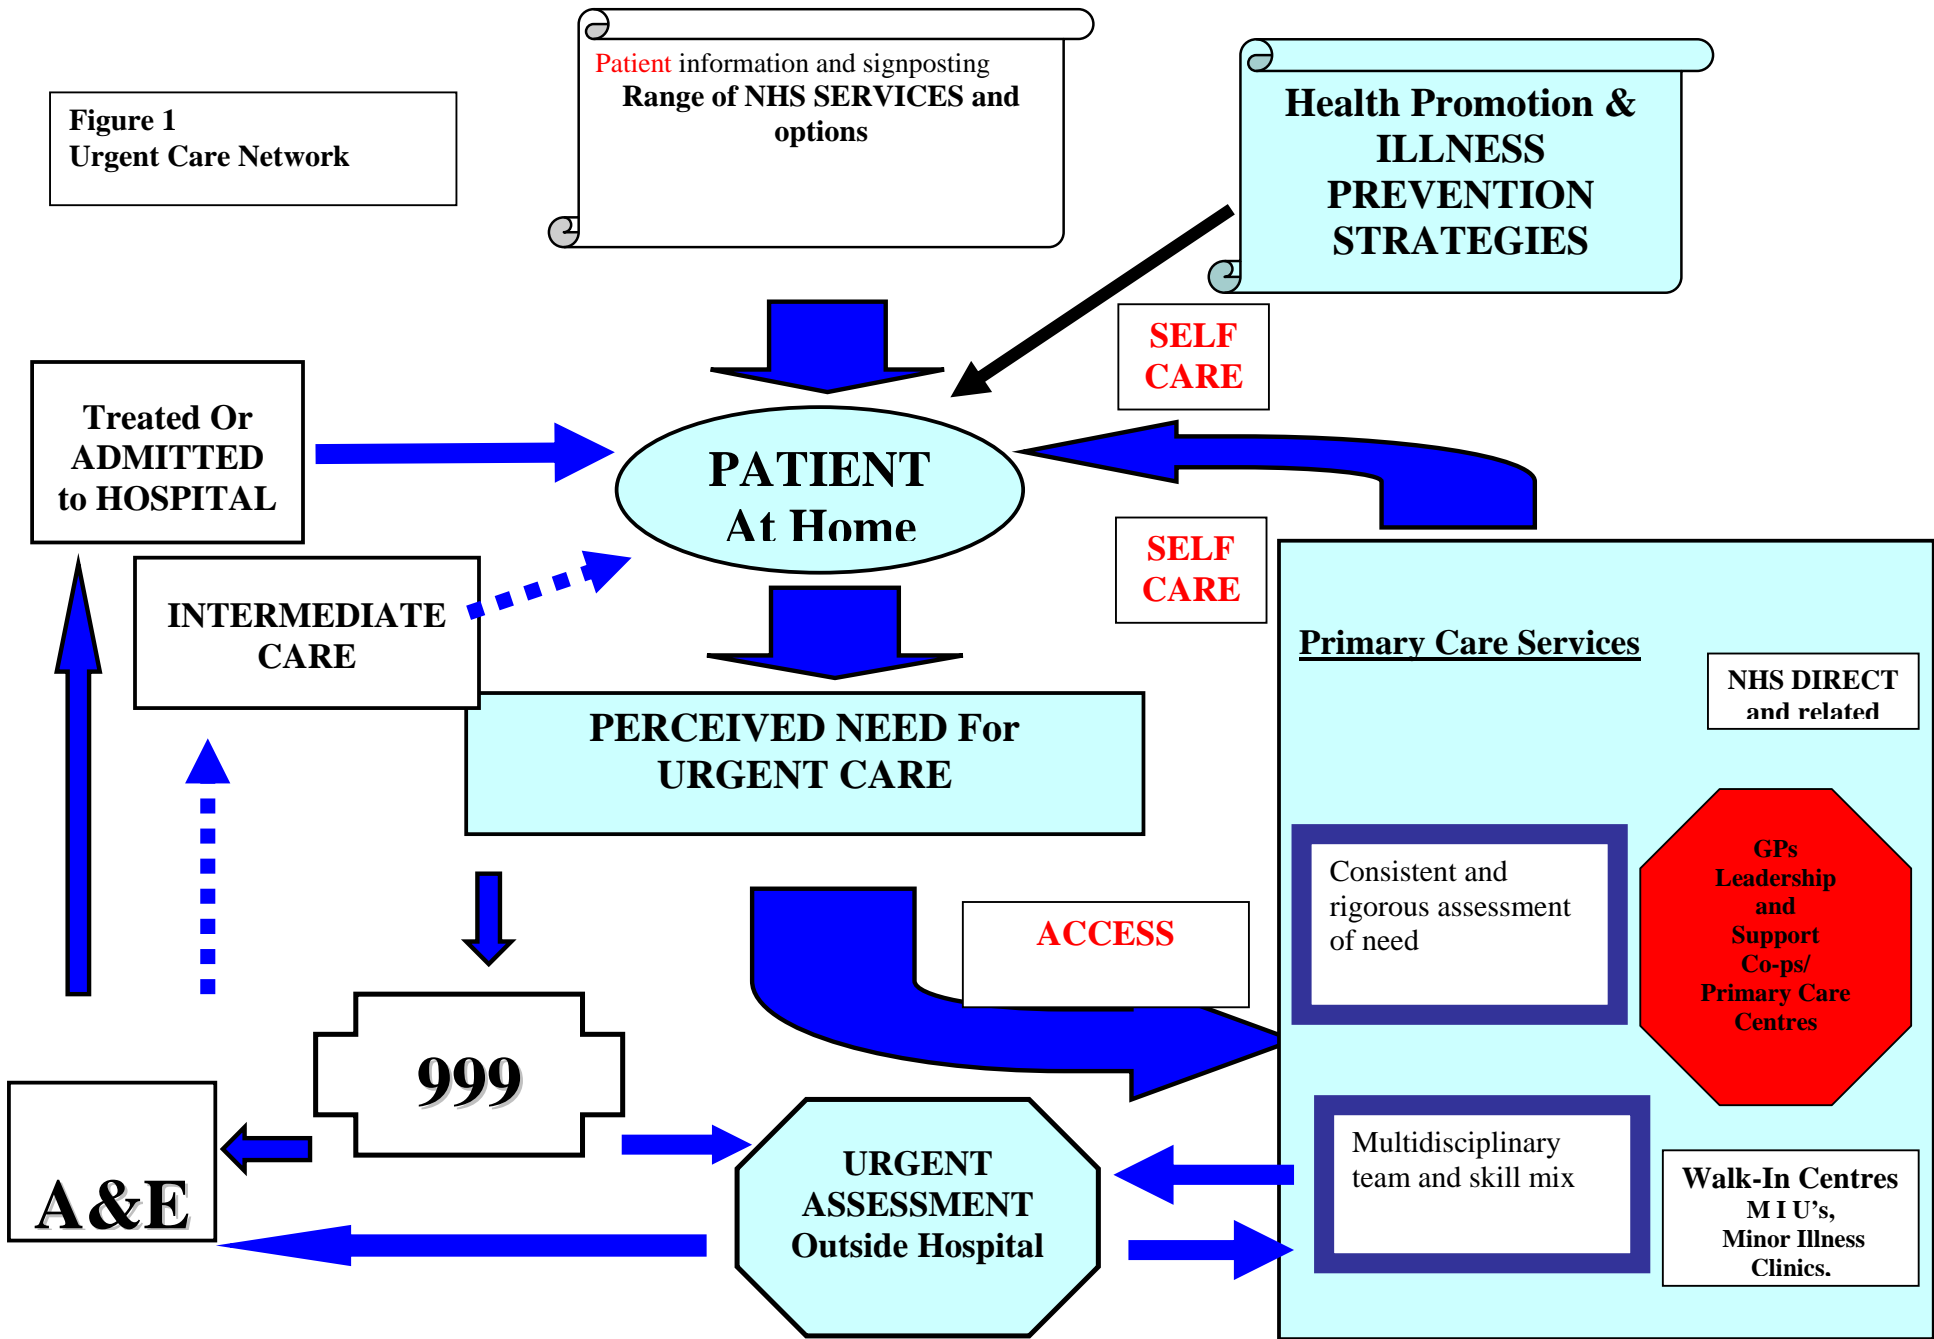 Figure 1
Urgent Care Network
Patient information and signposting
Range of NHS SERVICES and
options
Health Promotion &
ILLNESS
PREVENTION
STRATEGIES
SELF
CARE
Treated Or
ADMITTED
to HOSPITAL
PATIENT
At Home
SELF
CARE
INTERMEDIATE
CARE
Primary Care Services
NHS DIRECT
and related
PERCEIVED NEED For
URGENT CARE
GPs
Leadership
and
Support
Co-ps/
Primary Care
Centres
Consistent and
rigorous assessment
of need
ACCESS
999
A&E
URGENT
ASSESSMENT
Outside Hospital
Multidisciplinary
team and skill mix
Walk-In Centres
M I U's,
Minor Illness
Clinics.